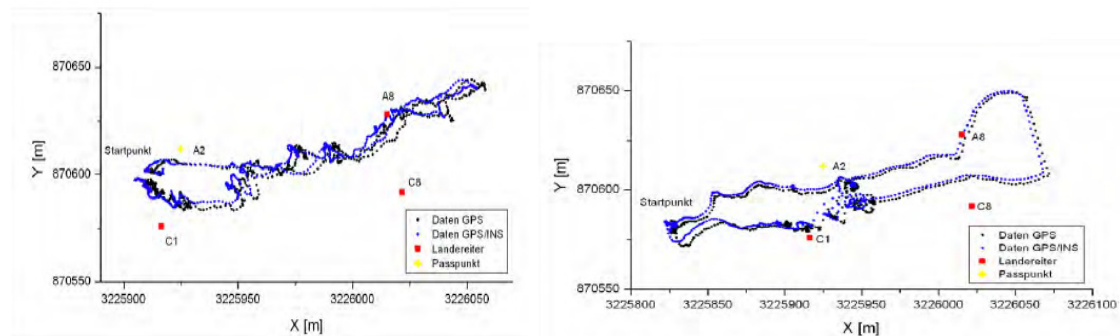 870650
870600
870550
Y [m]
Startpunkt
A2
A8
C8
C1
Daten GPS
Daten GPS/INS
Landereiter
Passpunkt
3225900
3225950
3226000
3226050
X [m]
870650
870600
870550
Y [m]
Startpunkt
A2
A8
C8
C1
Daten GPS
Daten GPS/INS
Landereiter
Passpunkt
3225800
3225850
3225900
3225950
3226000
3226050
3226100
X [m]